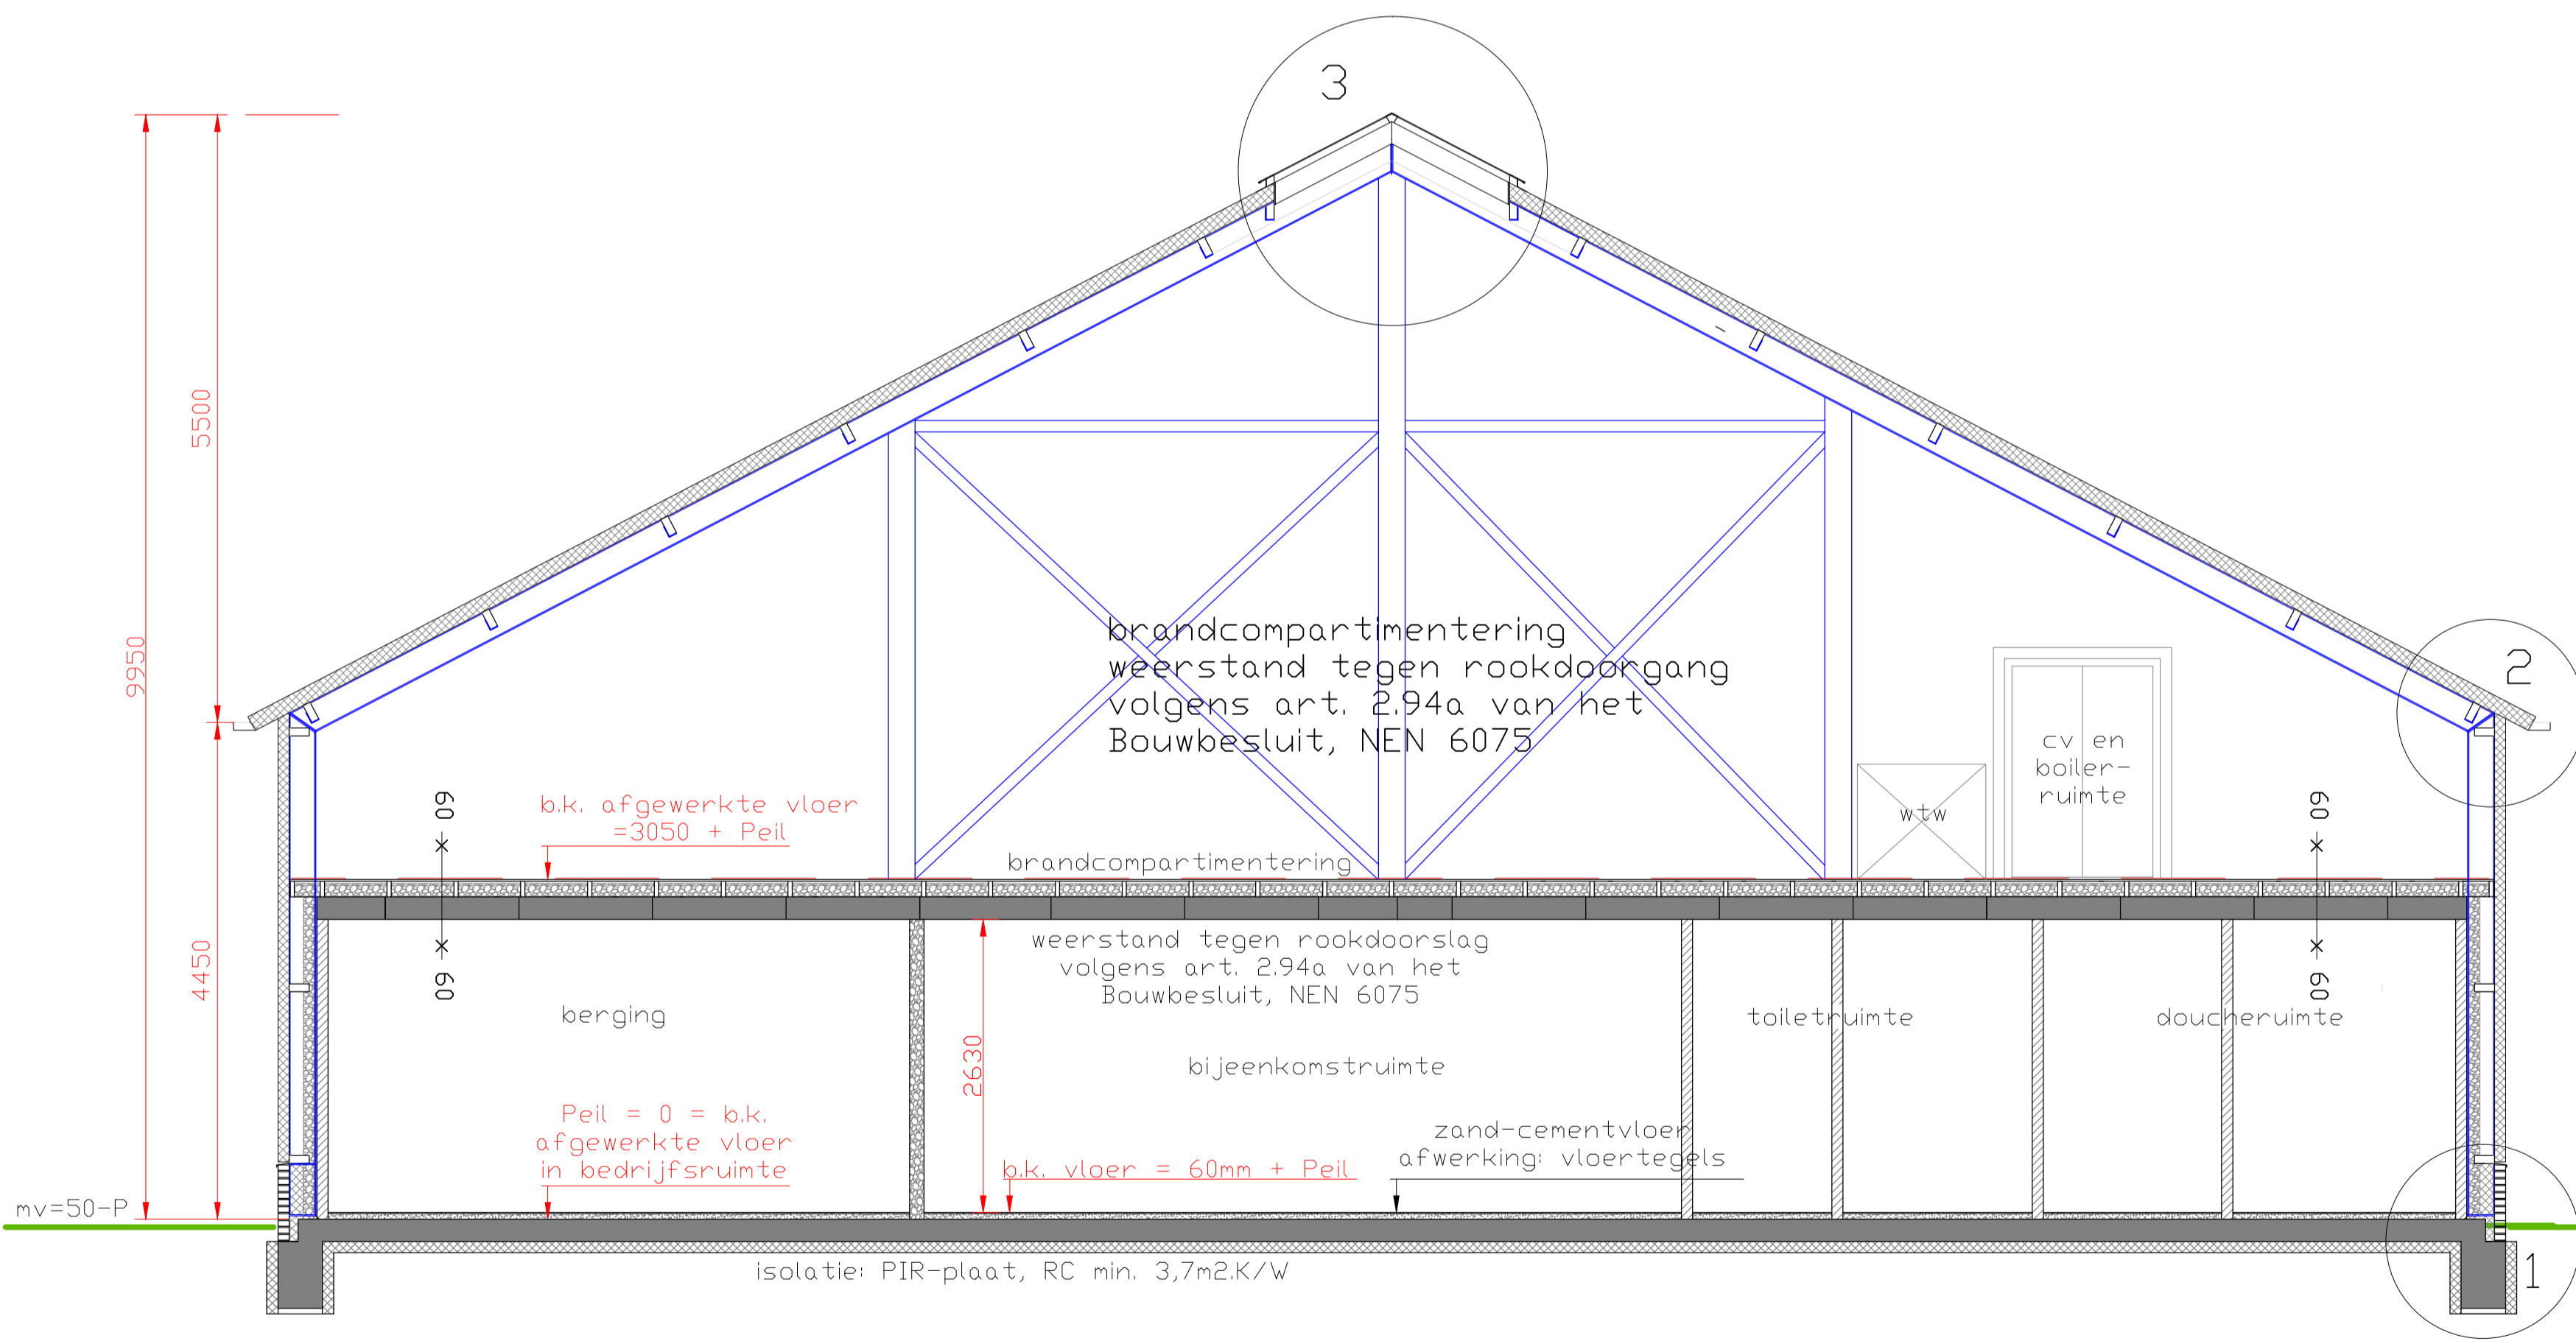 3
5500
9950
4450
2
brandcompartimentering
weerstand tegen rookdoorgang
volgens art. 2.94a van het
Bouwbesluit, NEN 6075
cv en
boiler-
ruimte
wtw
60
60
b.k. afgewerkte vloer
=3050 + Peil
brandcompartimentering
60
60
weerstand tegen rookdoorslag
volgens art. 2.94a van het
Bouwbesluit, NEN 6075
berging
toiletruimte
doucheruimte
bijeenkomstruimte
2630
Peil = 0 = b.k.
afgewerkte vloer
in bedrijfsruimte
b.k. vloer = 60mm + Peil
zand-cementvloer
afwerking: vloertegels
mv=50-P
isolatie: PIR-plaat, RC min. 3,7m2.K/W
1